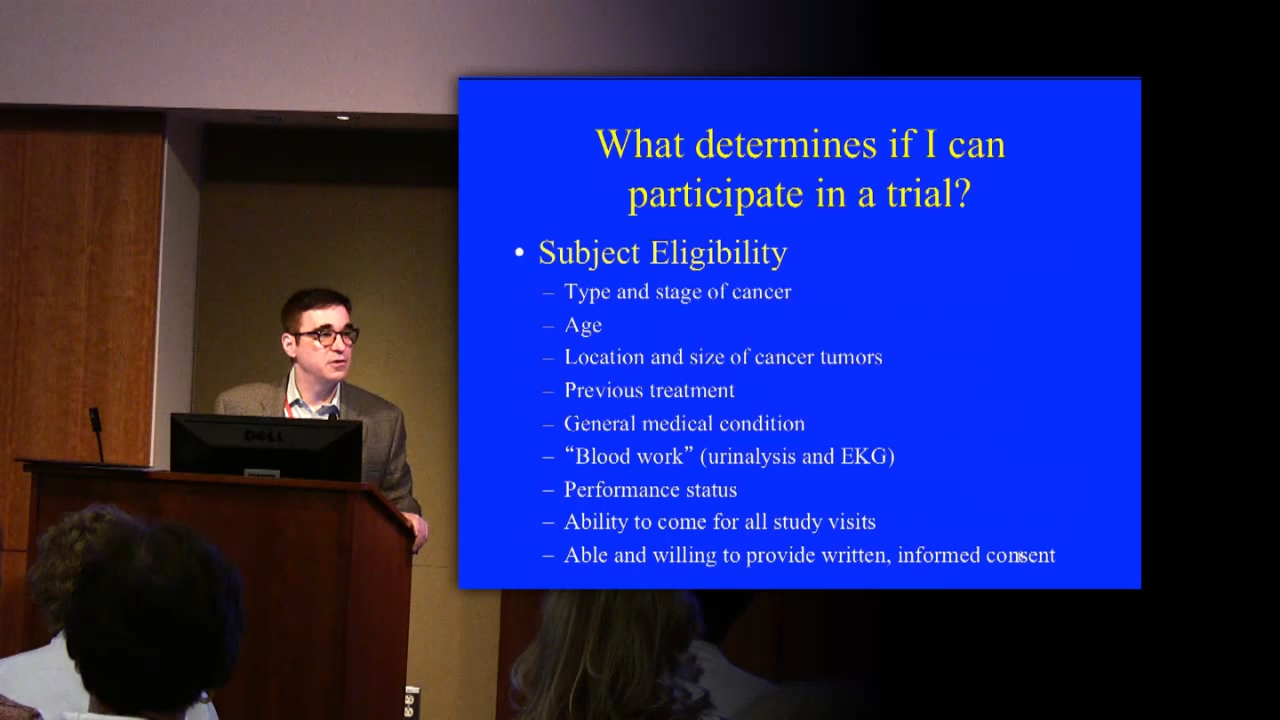 What determines if I can
participate in a trial?
• Subject Eligibility
– Type and stage of cancer
– Age
– Location and size of cancer tumors
– Previous treatment
– General medical condition
– “Blood work” (urinalysis and EKG)
– Performance status
– Ability to come for all study visits
– Able and willing to provide written, informed consent
DELL